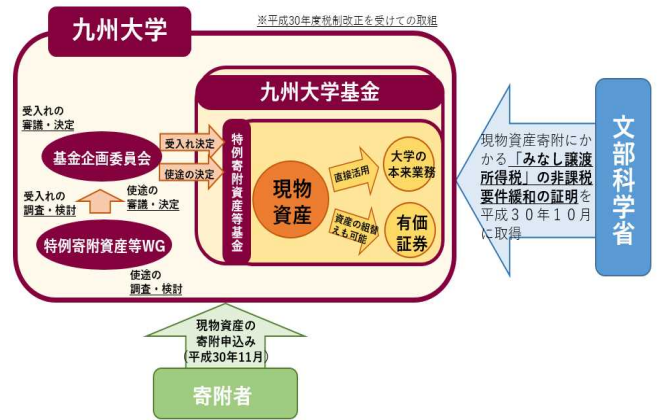 九州大学
※平成30年度税制改正を受けての取組
九州大学基金
受入れの
審議・決定
基金企画委員会
受入れ決定
使途の決定
特例寄附資産等基金
現物
資産
直接活用
大学の
本来業務
資産の組替
えも可能
有価
証券
受入れの
調査・検討
使途の
審議・決定
特例寄附資産等WG
使途の
調査・検討
現物資産寄附にか
かる「みなし譲渡
所得税」の非課税
要件緩和の証明を
平成30年10月
に取得
文部科学省
現物資産の
寄附申込み
(平成30年11月)
寄附者